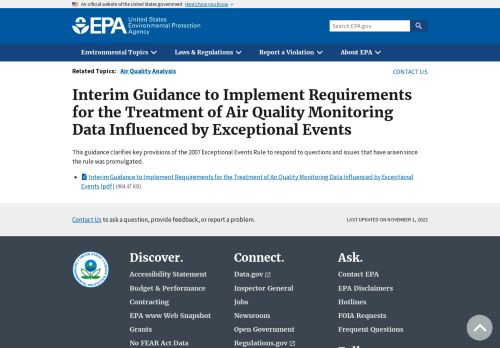 An official website of the United States government Here's how you know
EPA United States
Environmental Protection
Agency
Search EPA.gov
Environmental Topics Laws & Regulations Report a Violation About EPA
Related Topics: Air Quality Analysis CONTACT US
Interim Guidance to Implement Requirements
for the Treatment of Air Quality Monitoring
Data Influenced by Exceptional Events
This guidance clarifies key provisions of the 2007 Exceptional Events Rule to respond to questions and issues that have arisen since
the rule was promulgated.
Interim Guidance to Implement Requirements for the Treatment of Air Quality Monitoring Data Influenced by Exceptional
Events (pdf) (904.47 KB)
Contact Us to ask a question, provide feedback, or report a problem. LAST UPDATED ON NOVEMBER 1, 2022
Discover. Connect. Ask.
Accessibility Statement Data.gov Contact EPA
Budget & Performance Inspector General EPA Disclaimers
Contracting Jobs Hotlines
EPA www Web Snapshot Newsroom FOIA Requests
Grants Open Government Frequent Questions
No FEAR Act Data Regulations.gov